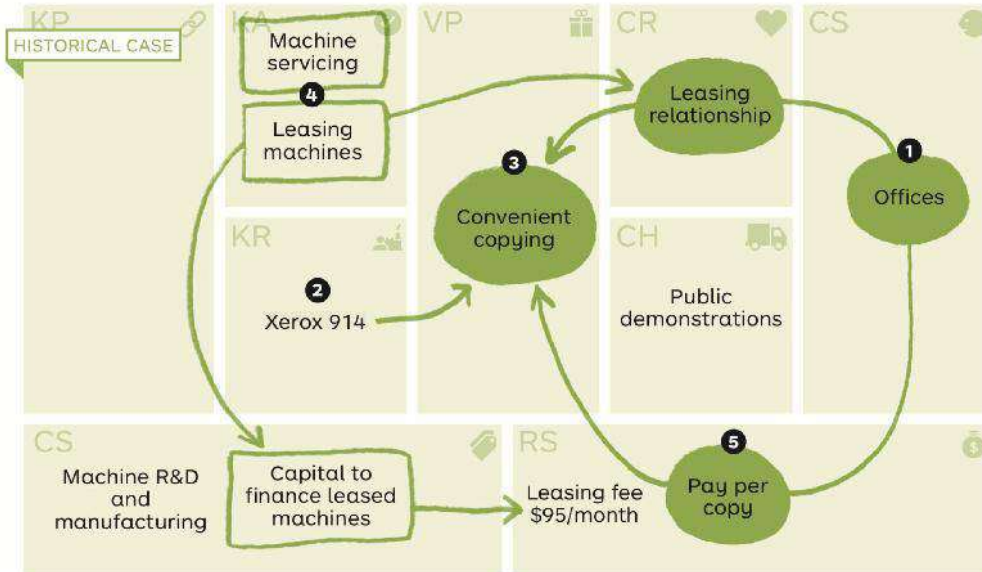 KP
HISTORICAL CASE
KA
VP
CR
CS
Machine
servicing
4
Leasing
machines
Leasing
relationship
1
Offices
3
Convenient
copying
KR
2
Xerox 914
CH
Public
demonstrations
CS
Machine R&D
and
manufacturing
Capital to
finance leased
machines
RS
Leasing fee
$95/month
5
Pay per
copy
$